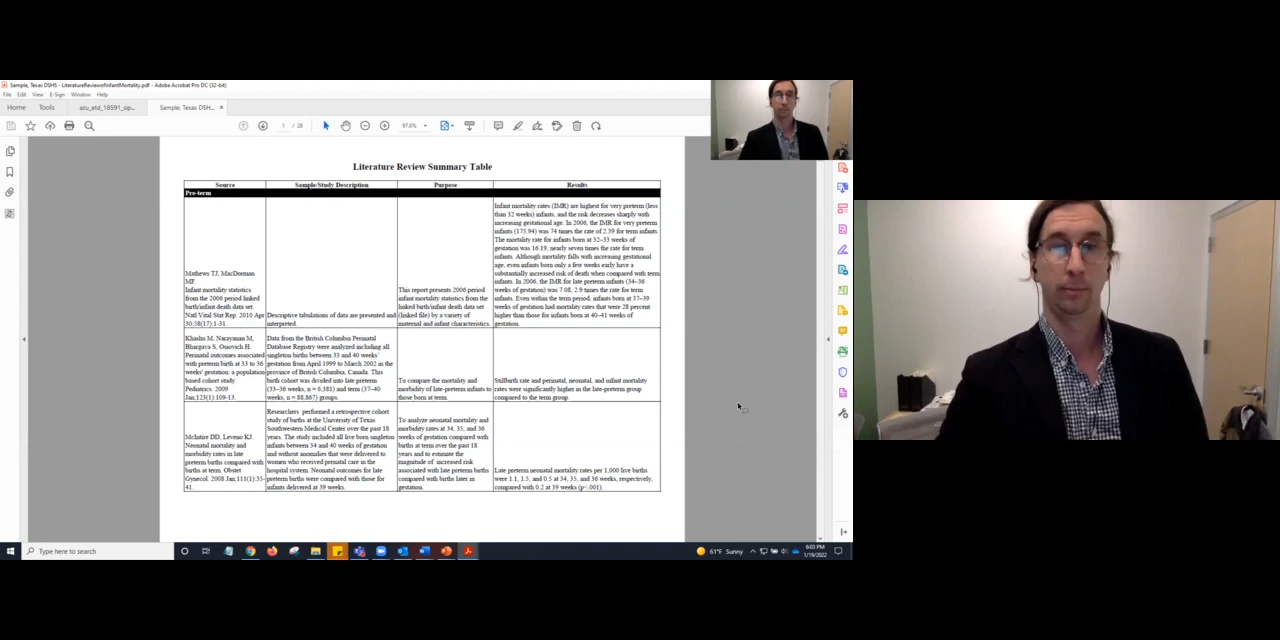 Sample, Texas DSHS - LiteratureReviewofInfantMortality.pdf - Adobe Acrobat Pro DC (32-bit)
File Edit View E-Sign Window Help
Home Tools azu_etd_18591_sip... Sample, Texas DSH... ×
1 / 28 97.6%
Literature Review Summary Table
Source Sample/Study Description Purpose Results
Pre-term
Mathews TJ, MacDorman
MF.
Infant mortality statistics
from the 2006 period linked
birth/infant death data set.
Natl Vital Stat Rep. 2010 Apr
30;58(17):1-31.
Descriptive tabulations of data are presented and
interpreted.
This report presents 2006 period
infant mortality statistics from the
linked birth/infant death data set
(linked file) by a variety of
maternal and infant characteristics.
Infant mortality rates (IMR) are highest for very preterm (less
than 32 weeks) infants, and the risk decreases sharply with
increasing gestational age. In 2006, the IMR for very preterm
infants (175.94) was 74 times the rate of 2.39 for term infants.
The mortality rate for infants born at 32–33 weeks of
gestation was 16.19, nearly seven times the rate for term
infants. Although mortality falls with increasing gestational
age, even infants born only a few weeks early have a
substantially increased risk of death when compared with term
infants. In 2006, the IMR for late preterm infants (34–36
weeks of gestation) was 7.08, 2.9 times the rate for term
infants. Even within the term period, infants born at 37–39
weeks of gestation had mortality rates that were 28 percent
higher than those for infants born at 40–41 weeks of
gestation.
Khashu M, Narayanan M,
Bhargava S, Osiovich H.
Perinatal outcomes associated
with preterm birth at 33 to 36
weeks' gestation: a population-
based cohort study.
Pediatrics. 2009
Jan;123(1):109-13.
Data from the British Columbia Perinatal
Database Registry were analyzed including all
singleton births between 33 and 40 weeks'
gestation from April 1999 to March 2002 in the
province of British Columbia, Canada. This
birth cohort was divided into late preterm
(33–36 weeks, n = 6,381) and term (37–40
weeks, n = 88,867) groups.
To compare the mortality and
morbidity of late-preterm infants to
those born at term.
Stillbirth rate and perinatal, neonatal, and infant mortality
rates were significantly higher in the late-preterm group
compared to the term group.
McIntire DD, Leveno KJ.
Neonatal mortality and
morbidity rates in late
preterm births compared with
births at term. Obstet
Gynecol. 2008 Jan;111(1):35-
41.
Researchers performed a retrospective cohort
study of births at the University of Texas
Southwestern Medical Center over the past 18
years. The study included all live born singleton
infants between 34 and 40 weeks of gestation
and without anomalies that were delivered to
women who received prenatal care in the
hospital system. Neonatal outcomes for late
preterm births were compared with those for
infants delivered at 39 weeks.
To analyze neonatal mortality and
morbidity rates at 34, 35, and 36
weeks of gestation compared with
births at term over the past 18
years and to estimate the
magnitude of increased risk
associated with late preterm births
compared with births later in
gestation.
Late preterm neonatal mortality rates per 1,000 live births
were 1.1, 1.5, and 0.5 at 34, 35, and 36 weeks, respectively,
compared with 0.2 at 39 weeks (p<.001).
Type here to search
61°F Sunny
6:03 PM
1/19/2022